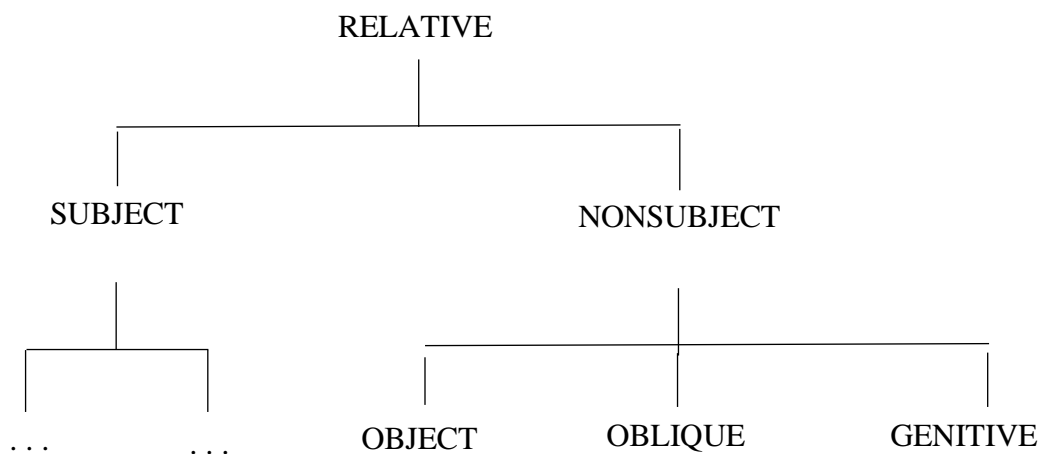 RELATIVE
SUBJECT NONSUBJECT
. . . . . . OBJECT OBLIQUE GENITIVE